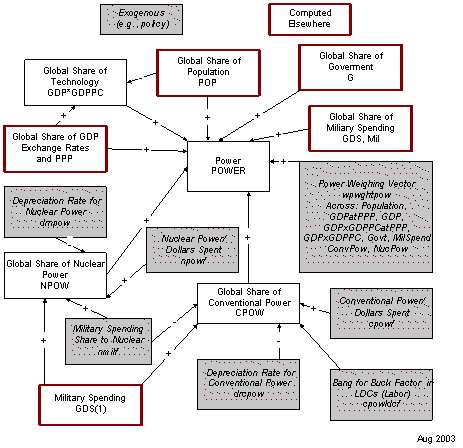 Exogenous
(e.g., policy)
Computed
Elsewhere
Global Share of
Technology
GDP*GDPPC
Global Share of
Population
POP
Global Share of
Goverment
G
Global Share of GDP
Exchange Rates
and PPP
Global Share of
Miliary Spending
GDS, Mil
Power
POWER
Power-Weighing Vector
wpwghtpow
Across: Population,
GDPatPPP, GDP,
GDPxGDPPCatPPP,
GDPxGDPPC, Govt, MilSpend
ConvPow, NucPow
Depreciation Rate for
Nuclear Power
drnpow
Nuclear Power/
Dollars Spent
npowf
Global Share of Nuclear
Power
NPOW
Global Share of
Conventional Power
CPOW
Conventional Power/
Dollars Spent
cpowf
Military Spending
Share to Nuclear
nmilf
Depreciation Rate for
Conventional Power
drcpow
Bang for Buck Factor in
LDCs (Labor)
cpowldcf
Military Spending
GDS(1)
+
+
+
+
+
+
+
+
+
+
-
+
+
-
+
+
+
-
+
Aug 2003